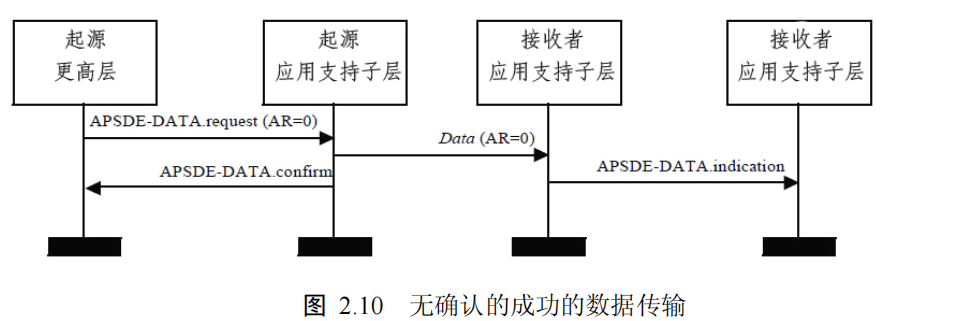 起源
更高层
起源
应用支持子层
接收者
应用支持子层
接收者
应用支持子层
APSDE-DATA.request (AR=0)
Data (AR=0)
APSDE-DATA.confirm
APSDE-DATA.indication
图 2.10 无确认的成功的数据传输